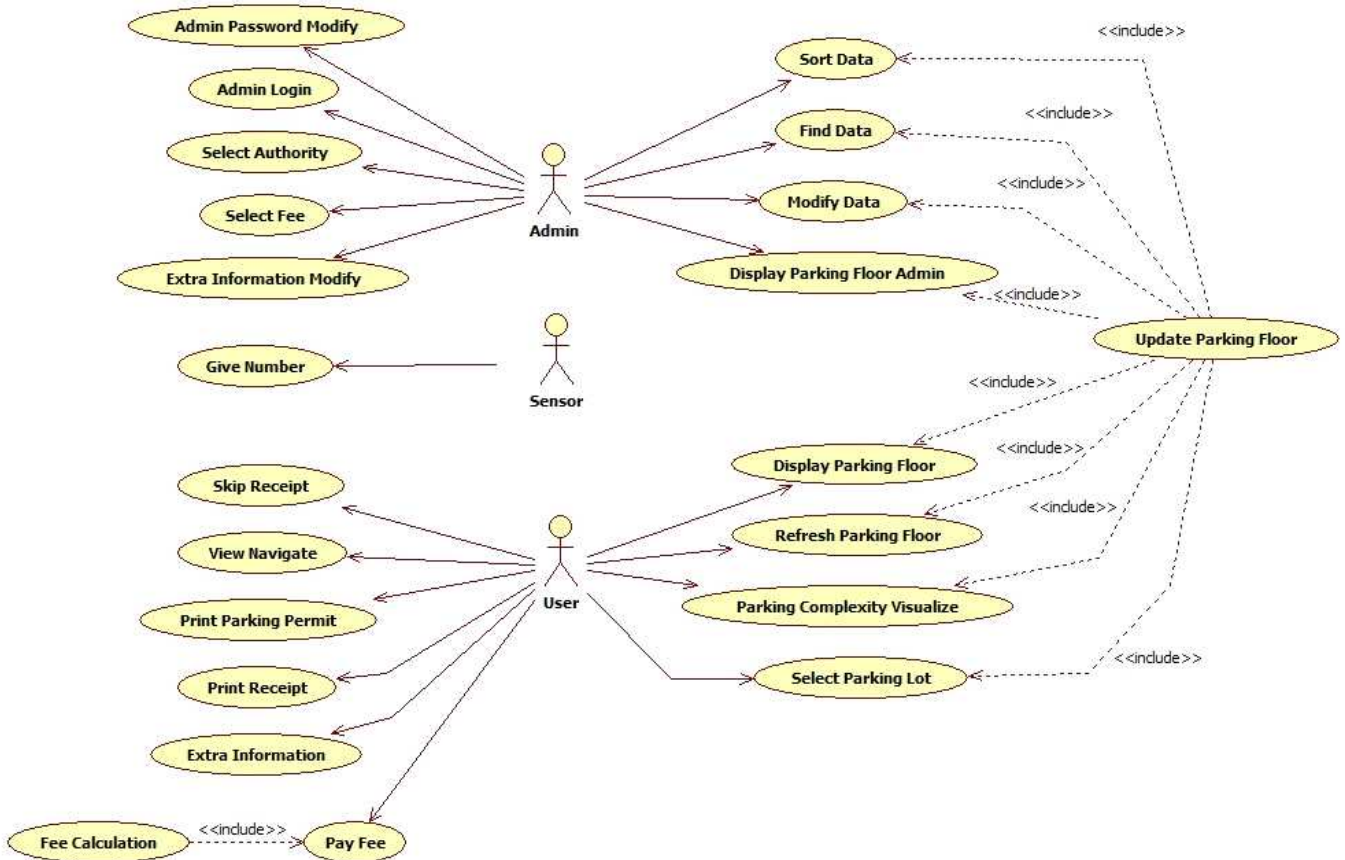 Admin Password Modify
<<include>>
Sort Data
Admin Login
<<include>>
Find Data
Select Authority
<<include>>
Modify Data
Select Fee
Admin
Extra Information Modify
Display Parking Floor Admin
<<include>>
Update Parking Floor
Give Number
Sensor
<<include>>
Display Parking Floor
<<include>>
Skip Receipt
<<include>>
Refresh Parking Floor
View Navigate
User
Parking Complexity Visualize
Print Parking Permit
<<include>>
Select Parking Lot
Print Receipt
Extra Information
<<include>>
Fee Calculation
Pay Fee